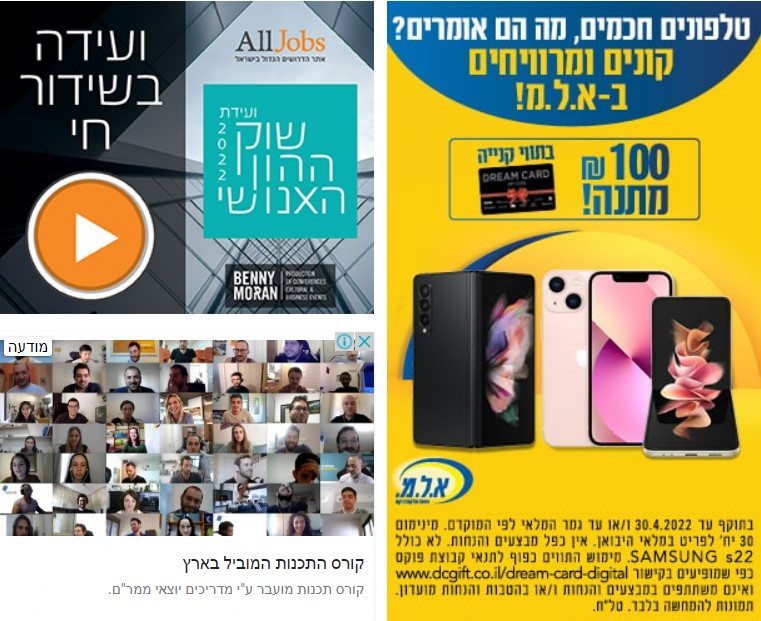 ועידה
בשידור
חי
AllJobs
אתר הדרושים הגדול בישראל
ועידת
שוק
ההון
האנושי
2022
BENNY
MORAN
PRODUCTION
OF CONFERENCES
CULTURAL &
BUSINESS EVENTS
מודעה
קורס התכנות המוביל בארץ
קורס תכנות מועבר ע"י מדריכים יוצאי ממר"ם.
טלפונים חכמים, מה הם אומרים?
קונים ומרוויחים
ב-א.ל.מ!
100 ₪
מתנה!
בתווי קנייה
DREAM CARD
א.ל.מ.
בתוקף עד 30.4.2022 ו/או עד גמר המלאי לפי המוקדם. מינימום
30 יח' לפריט במלאי היבואן. אין כפל מבצעים והנחות. לא כולל
SAMSUNG s22. מימוש התווים כפוף לתנאי קבוצת פוקס
כפי שמופיעים בקישור www.dcgift.co.il/dream-card-digital
ואינם משתתפים במבצעים והנחות ו/או בהטבות והנחות מועדון.
תמונות להמחשה בלבד. טל"ח.